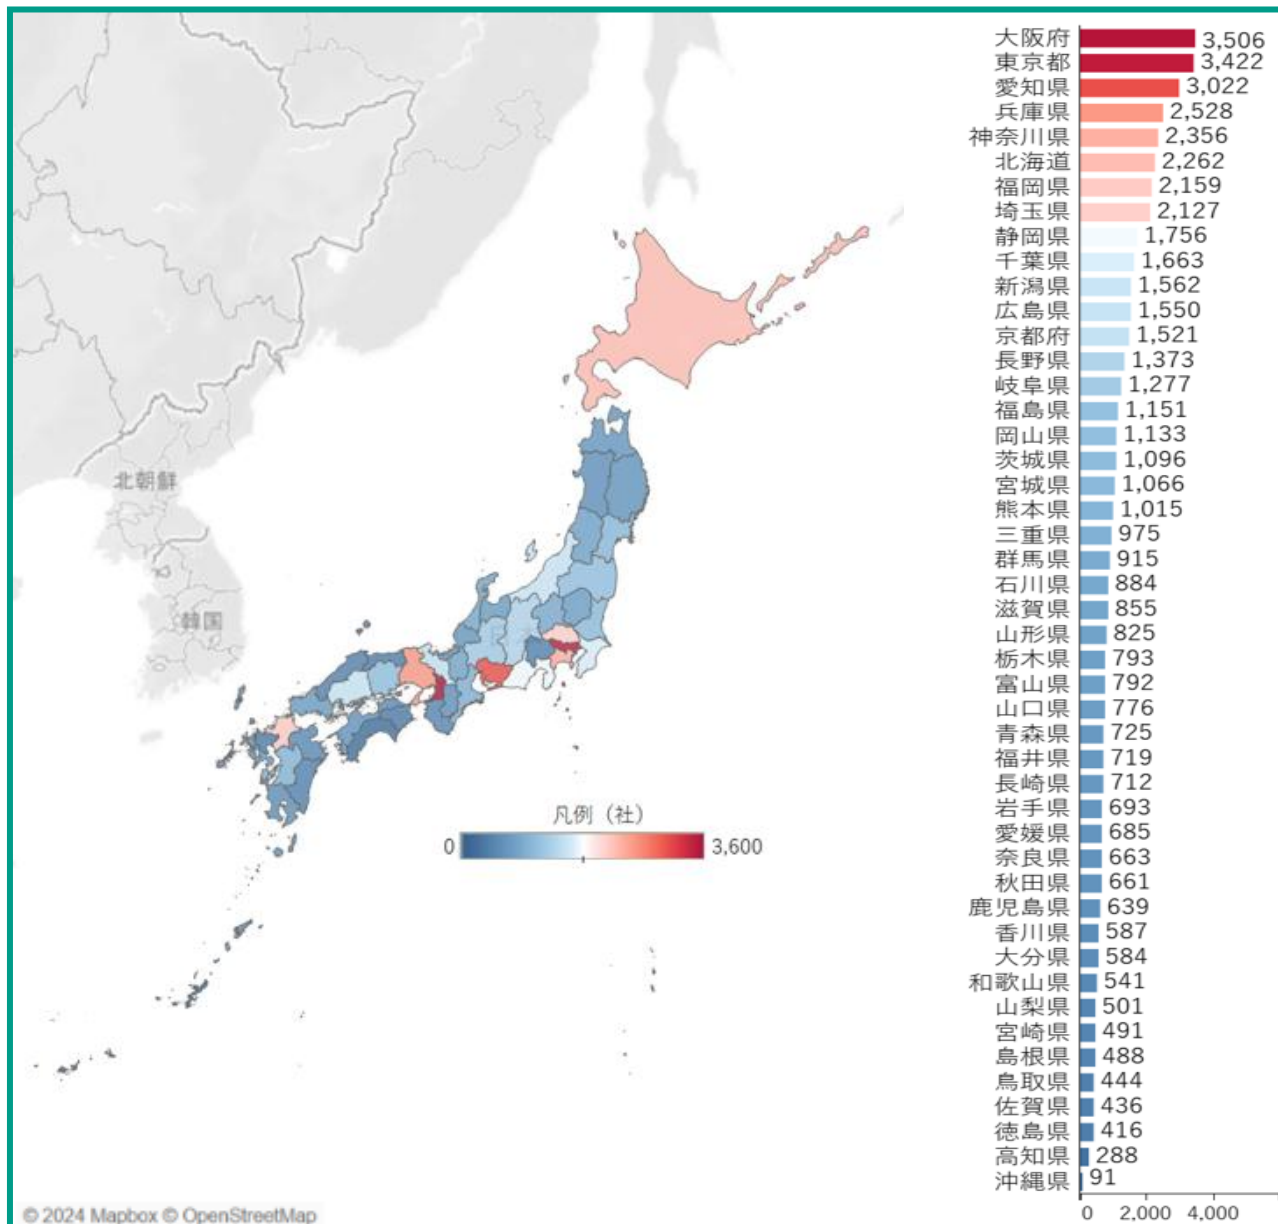 北朝鮮
韓国
凡例（社）
0 3,600
© 2024 Mapbox © OpenStreetMap
大阪府 3,506
東京都 3,422
愛知県 3,022
兵庫県 2,528
神奈川県 2,356
北海道 2,262
福岡県 2,159
埼玉県 2,127
静岡県 1,756
千葉県 1,663
新潟県 1,562
広島県 1,550
京都府 1,521
長野県 1,373
岐阜県 1,277
福島県 1,151
岡山県 1,133
茨城県 1,096
宮城県 1,066
熊本県 1,015
三重県 975
群馬県 915
石川県 884
滋賀県 855
山形県 825
栃木県 793
富山県 792
山口県 776
青森県 725
福井県 719
長崎県 712
岩手県 693
愛媛県 685
奈良県 663
秋田県 661
鹿児島県 639
香川県 587
大分県 584
和歌山県 541
山梨県 501
宮崎県 491
島根県 488
鳥取県 444
佐賀県 436
徳島県 416
高知県 288
沖縄県 91
0 2,000 4,000